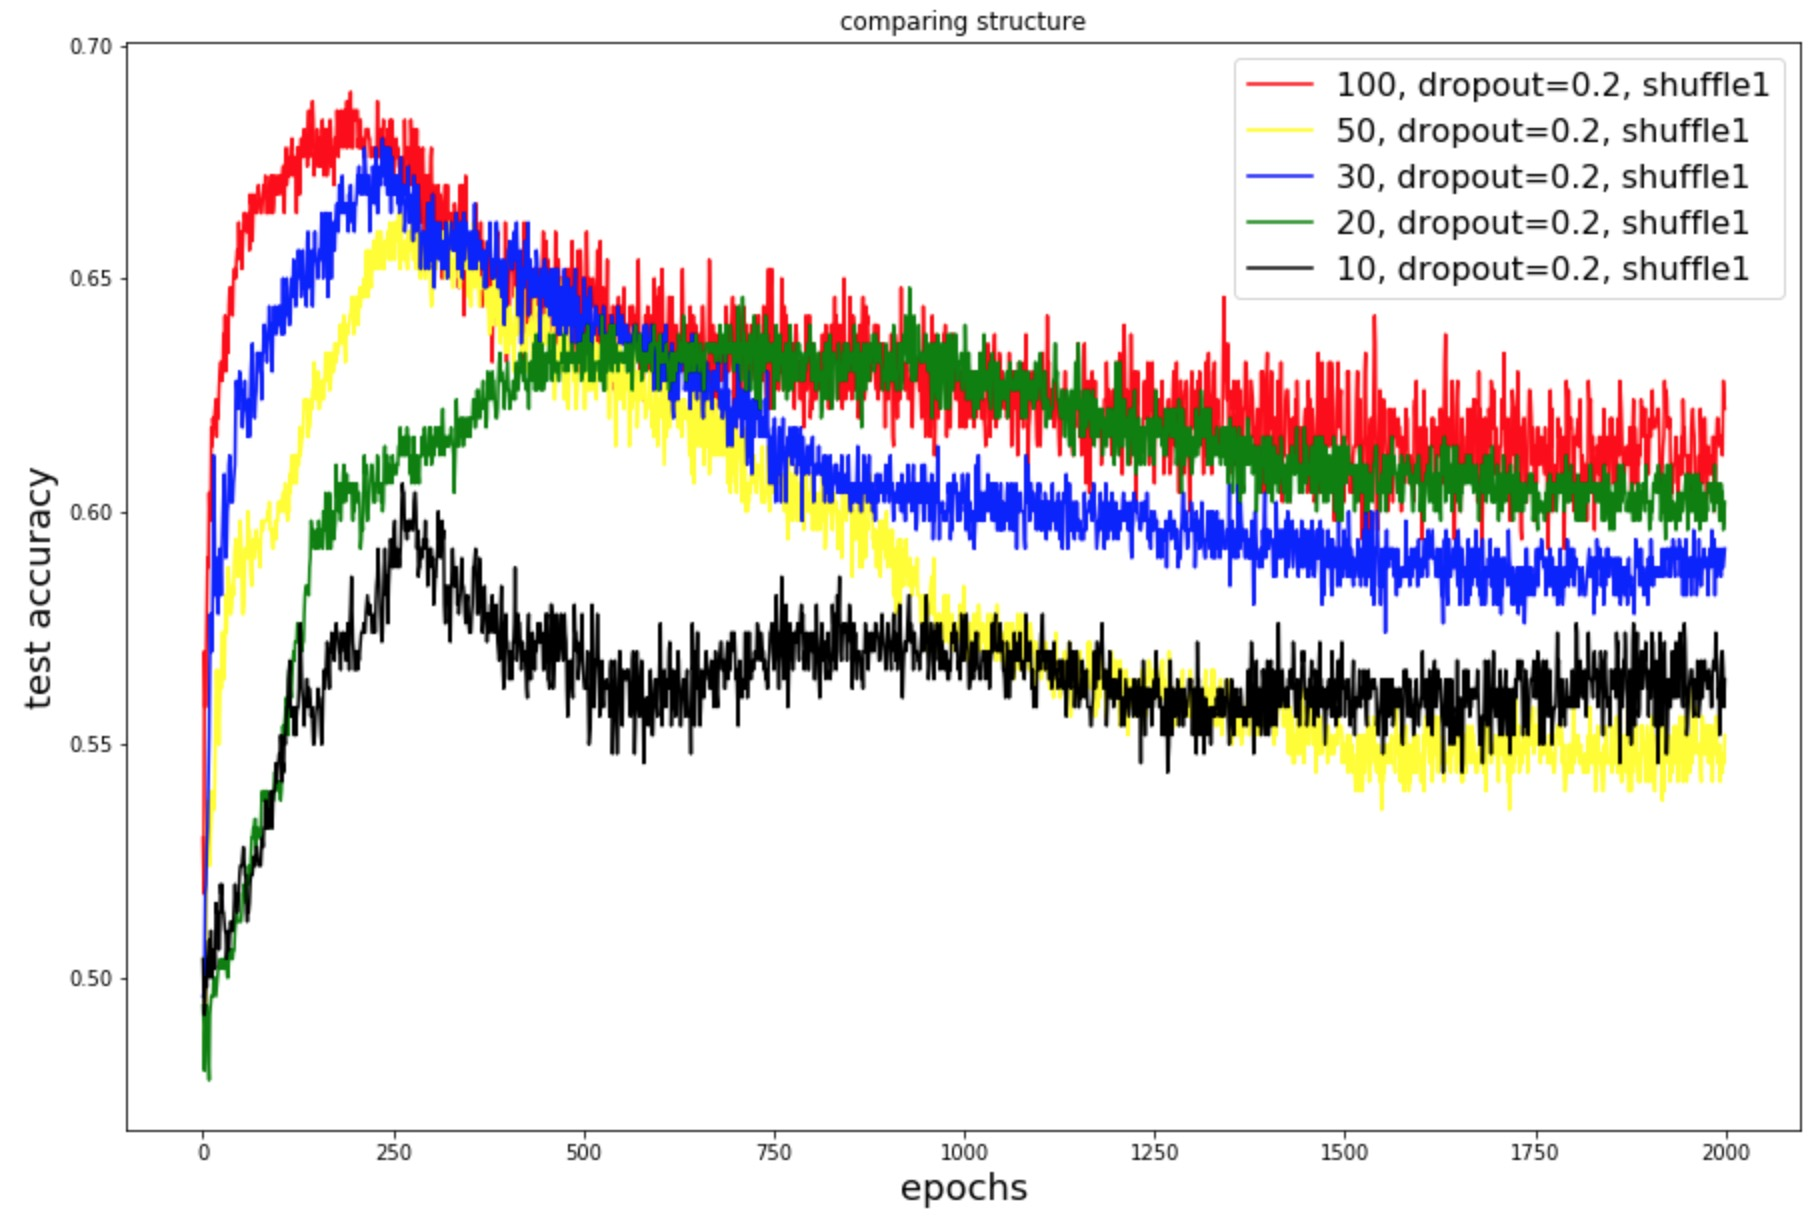 comparing structure
0.70
0.65
0.60
0.55
0.50
test accuracy
100, dropout=0.2, shuffle1
50, dropout=0.2, shuffle1
30, dropout=0.2, shuffle1
20, dropout=0.2, shuffle1
10, dropout=0.2, shuffle1
0 250 500 750 1000 1250 1500 1750 2000
epochs